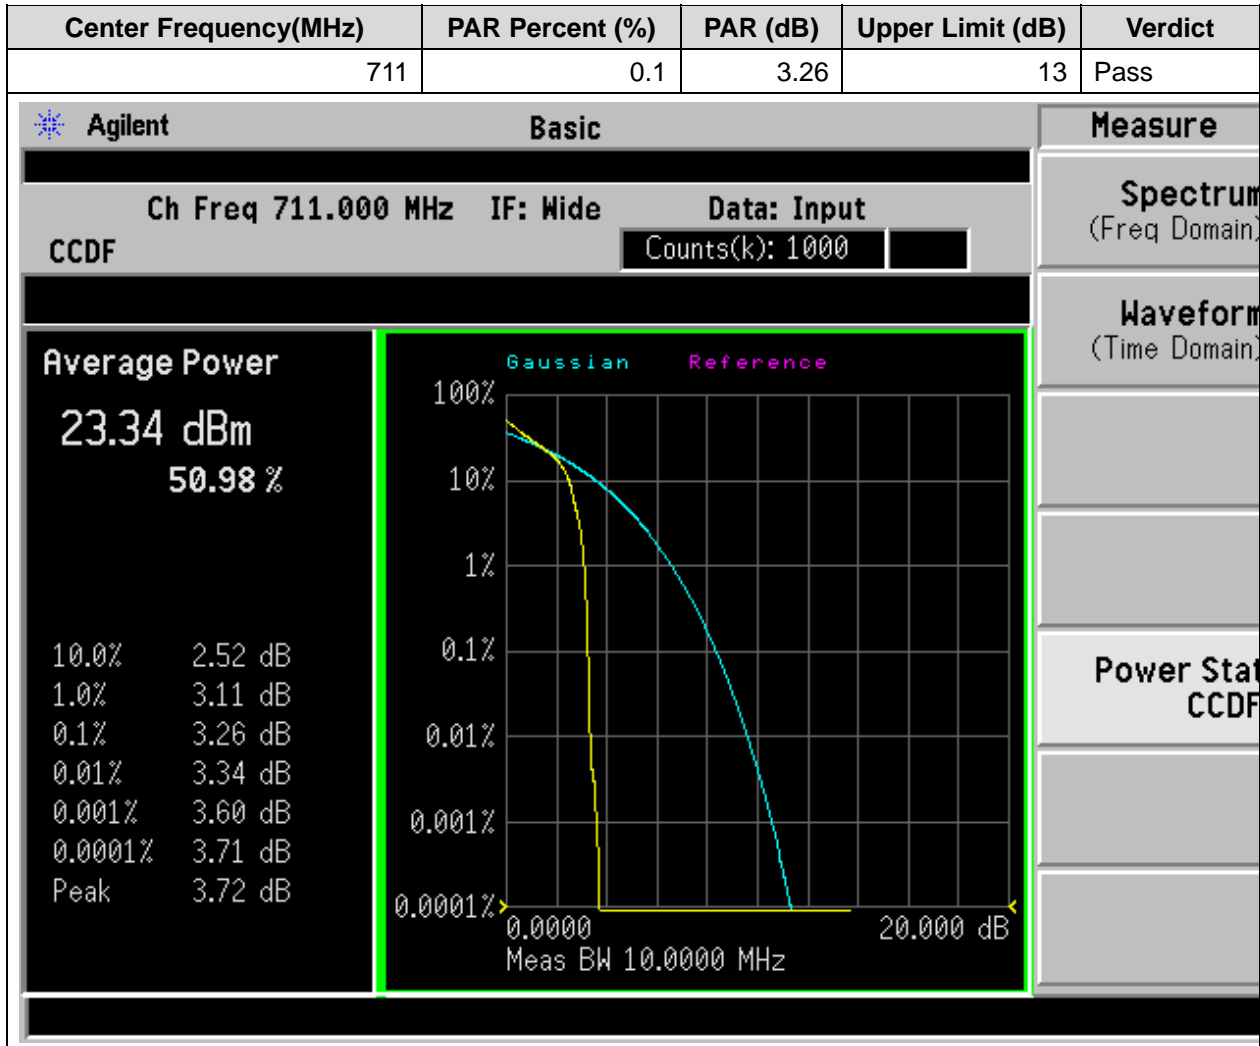 Center Frequency(MHz) PAR Percent (%) PAR (dB) Upper Limit (dB) Verdict
711 0.1 3.26 13 Pass
Agilent Basic Measure
Ch Freq 711.000 MHz IF: Wide Data: Input
CCDF Counts(k): 1000
Spectrum
(Freq Domain)
Waveform
(Time Domain)
Power Stat
CCDF
Average Power
23.34 dBm
50.98 %
10.0% 2.52 dB
1.0% 3.11 dB
0.1% 3.26 dB
0.01% 3.34 dB
0.001% 3.60 dB
0.0001% 3.71 dB
Peak 3.72 dB
Gaussian Reference
100%
10%
1%
0.1%
0.01%
0.001%
0.0001%
0.0000 20.000 dB
Meas BW 10.0000 MHz